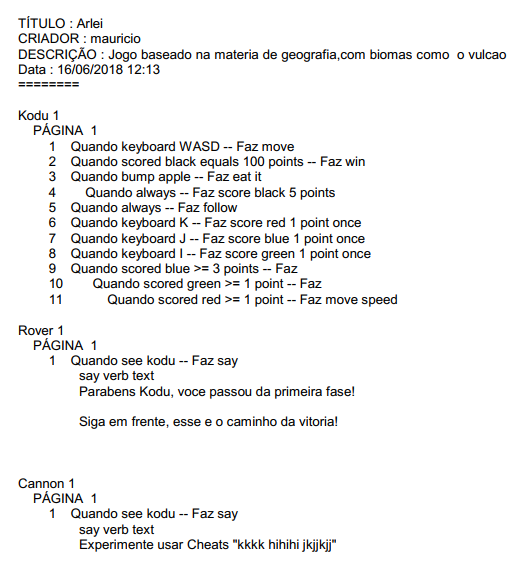 TÍTULO : Arlei
CRIADOR : mauricio
DESCRIÇÃO : Jogo baseado na materia de geografia,com biomas como o vulcao
Data : 16/06/2018 12:13
========
Kodu 1
PÁGINA 1
1 Quando keyboard WASD -- Faz move
2 Quando scored black equals 100 points -- Faz win
3 Quando bump apple -- Faz eat it
4 Quando always -- Faz score black 5 points
5 Quando always -- Faz follow
6 Quando keyboard K -- Faz score red 1 point once
7 Quando keyboard J -- Faz score blue 1 point once
8 Quando keyboard I -- Faz score green 1 point once
9 Quando scored blue >= 3 points -- Faz
10 Quando scored green >= 1 point -- Faz
11 Quando scored red >= 1 point -- Faz move speed
Rover 1
PÁGINA 1
1 Quando see kodu -- Faz say
say verb text
Parabens Kodu, voce passou da primeira fase!
Siga em frente, esse e o caminho da vitoria!
Cannon 1
PÁGINA 1
1 Quando see kodu -- Faz say
say verb text
Experimente usar Cheats "kkkk hihihi jkjjkjj"